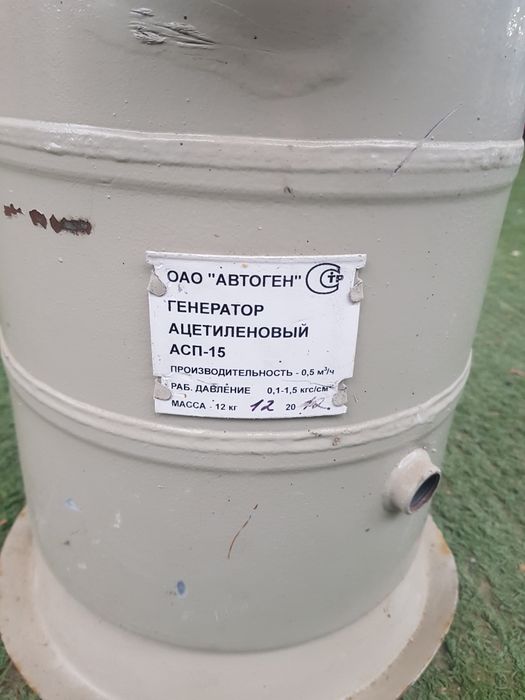 ОАО "АВТОГЕН"
ГЕНЕРАТОР
АЦЕТИЛЕНОВЫЙ
АСП-15
ПРОИЗВОДИТЕЛЬНОСТЬ - 0,5 м³/ч
РАБ. ДАВЛЕНИЕ 0,1-1,5 кгс/см²
МАССА - 12 кг 12 20 12